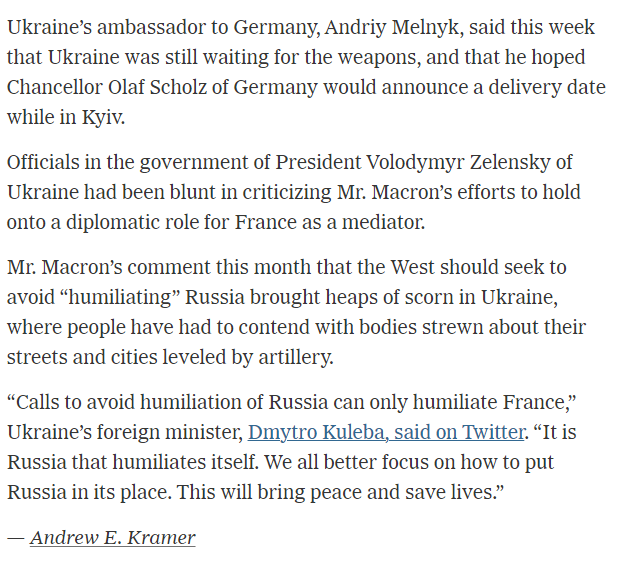 Ukraine’s ambassador to Germany, Andriy Melnyk, said this week
that Ukraine was still waiting for the weapons, and that he hoped
Chancellor Olaf Scholz of Germany would announce a delivery date
while in Kyiv.
Officials in the government of President Volodymyr Zelensky of
Ukraine had been blunt in criticizing Mr. Macron’s efforts to hold
onto a diplomatic role for France as a mediator.
Mr. Macron’s comment this month that the West should seek to
avoid “humiliating” Russia brought heaps of scorn in Ukraine,
where people have had to contend with bodies strewn about their
streets and cities leveled by artillery.
“Calls to avoid humiliation of Russia can only humiliate France,”
Ukraine’s foreign minister, Dmytro Kuleba, said on Twitter. “It is
Russia that humiliates itself. We all better focus on how to put
Russia in its place. This will bring peace and save lives.”
— Andrew E. Kramer